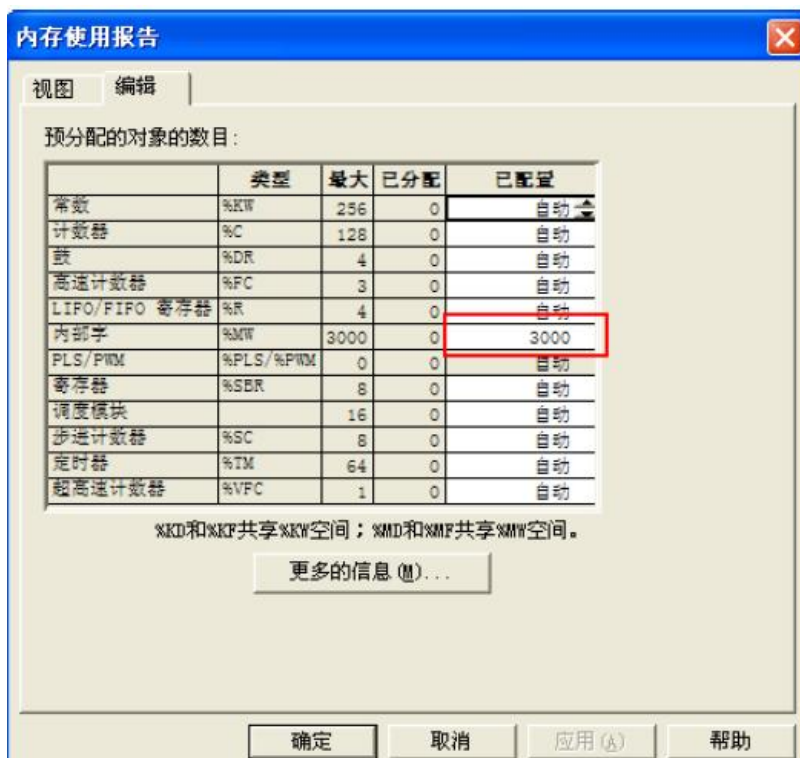 内存使用报告
视图 编辑
预分配的对象的数目:
类型 最大 已分配 已配置
常数 %KW 256 0 自动
计数器 %C 128 0 自动
鼓 %DR 4 0 自动
高速计数器 %FC 3 0 自动
LIFO/FIFO 寄存器 %R 4 0 自动
内部字 %MW 3000 0 3000
PLS/PWM %PLS/%PWM 0 0 自动
寄存器 %SBR 8 0 自动
调度模块 16 0 自动
步进计数器 %SC 8 0 自动
定时器 %TM 64 0 自动
超高速计数器 %VFC 1 0 自动
%KD和%KF共享%KW空间；%MD和%MF共享%MW空间。
更多的信息(M)...
确定 取消 应用(A) 帮助